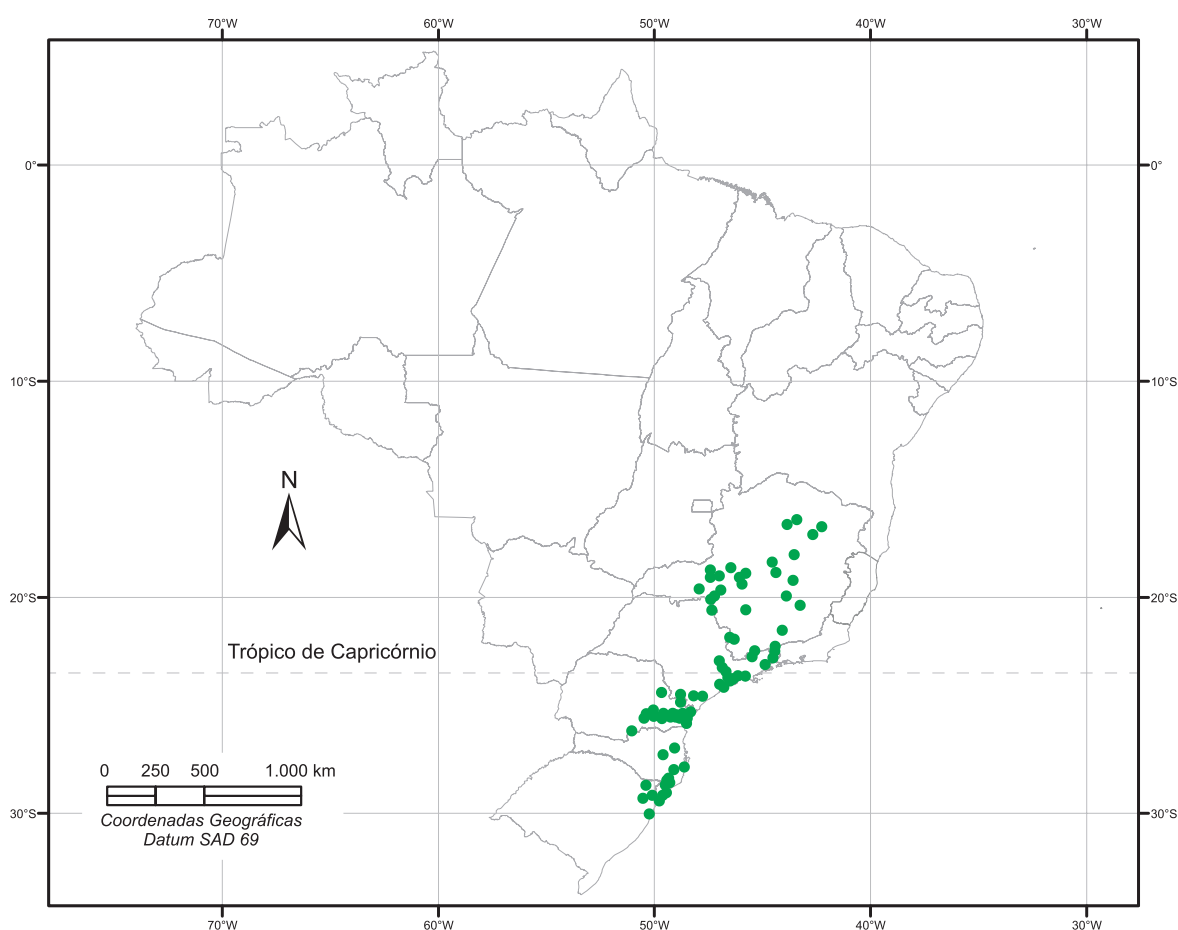 70°W 60°W 50°W 40°W 30°W
0° 0°
10°S 10°S
N
20°S 20°S
Trópico de Capricórnio
0 250 500 1.000 km
30°S 30°S
Coordenadas Geográficas
Datum SAD 69
70°W 60°W 50°W 40°W 30°W